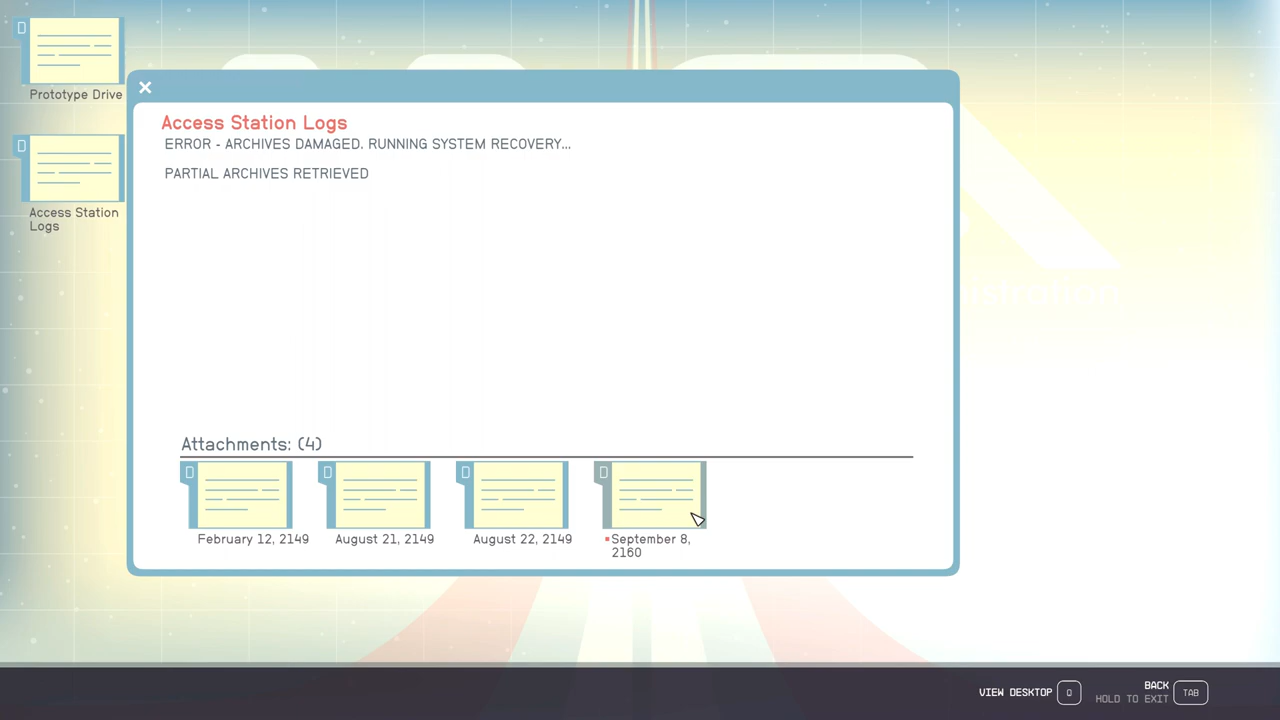 Prototype Drive
Access Station
Logs
Access Station Logs
ERROR - ARCHIVES DAMAGED. RUNNING SYSTEM RECOVERY...
PARTIAL ARCHIVES RETRIEVED
Attachments: (4)
February 12, 2149
August 21, 2149
August 22, 2149
September 8,
2160
VIEW DESKTOP Q
BACK
HOLD TO EXIT TAB